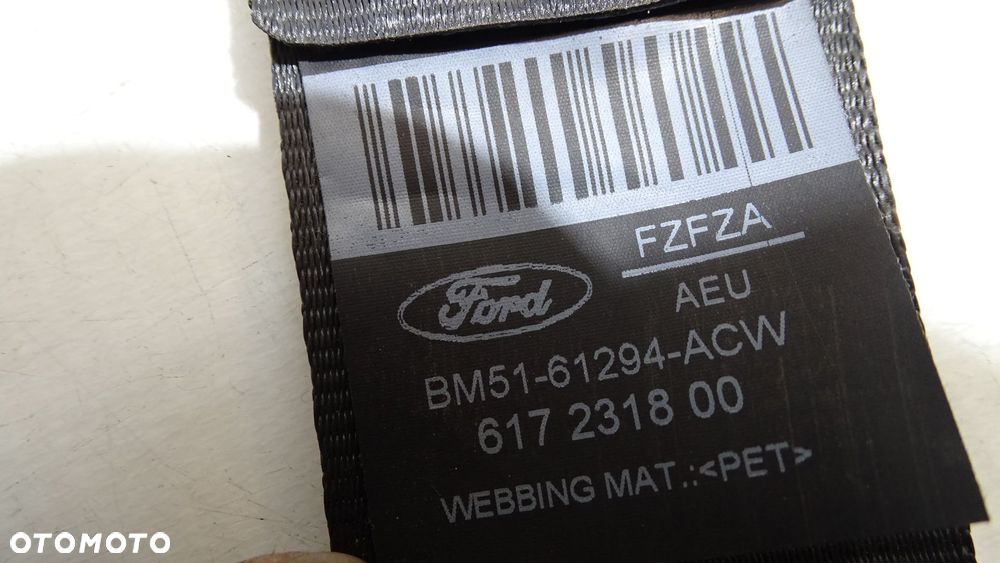 FZFZA
Ford
AEU
BM51-61294-ACW
617 2318 00
WEBBING MAT.:<PET>
OTOMOTO